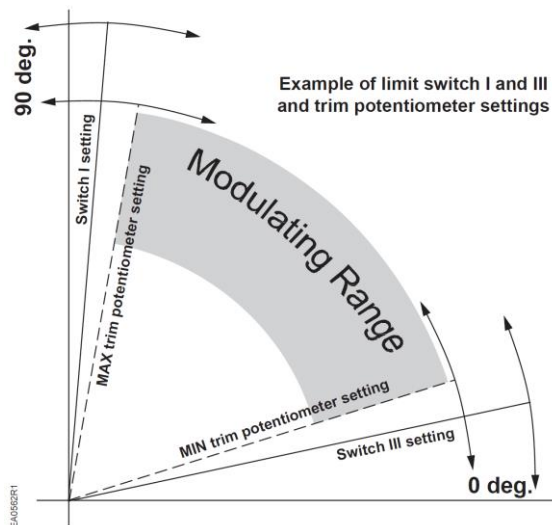 90 deg.
Example of limit switch I and III
and trim potentiometer settings
Switch I setting
MAX trim potentiometer setting
Modulating Range
MIN trim potentiometer setting
Switch III setting
0 deg.
EA0562R1